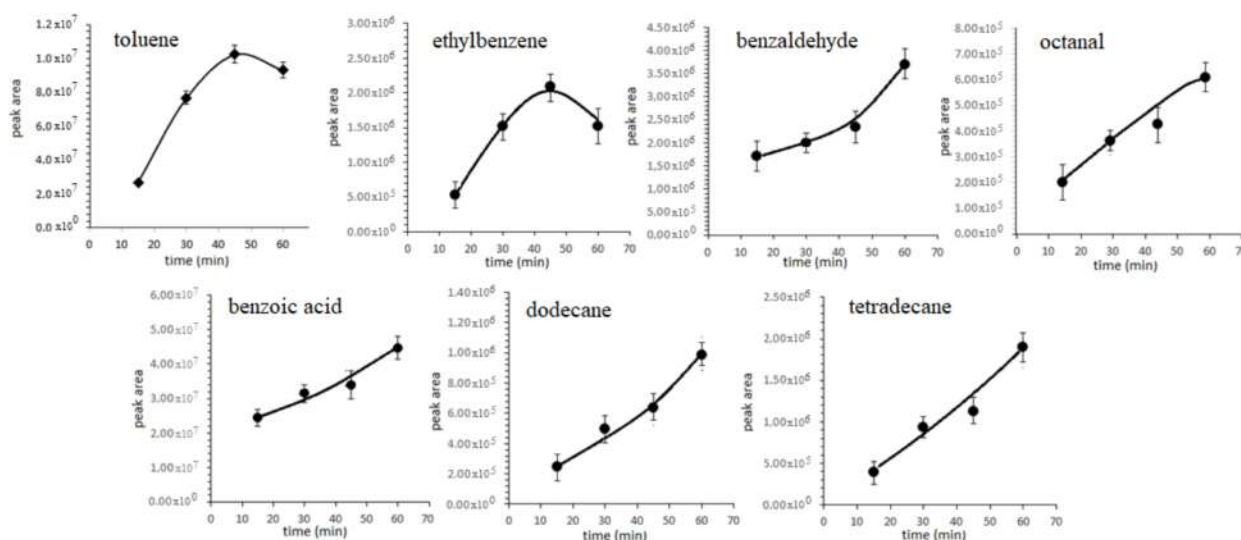 toluene
peak area
1.2x10⁷
1.0x10⁷
8.0x10⁷
6.0x10⁷
4.0x10⁷
2.0x10⁷
0.0x10⁰
0 10 20 30 40 50 60
time (min)
ethylbenzene
peak area
3.00x10⁶
2.50x10⁶
2.00x10⁶
1.50x10⁶
1.00x10⁶
5.00x10⁵
0.00x10⁰
0 10 20 30 40 50 60 70
time (min)
benzaldehyde
peak area
4.50x10⁶
4.00x10⁶
3.50x10⁶
3.00x10⁶
2.50x10⁶
2.00x10⁶
1.50x10⁶
1.00x10⁶
5.00x10⁵
0.00x10⁰
0 10 20 30 40 50 60 70
time (min)
octanal
peak area
8.00x10⁵
7.00x10⁵
6.00x10⁵
5.00x10⁵
4.00x10⁵
3.00x10⁵
2.00x10⁵
1.00x10⁵
0.00x10⁰
0 10 20 30 40 50 60 70
time (min)
benzoic acid
peak area
6.00x10⁷
5.00x10⁷
4.00x10⁷
3.00x10⁷
2.00x10⁷
1.00x10⁷
0.00x10⁰
0 10 20 30 40 50 60 70
time (min)
dodecane
peak area
1.40x10⁶
1.20x10⁶
1.00x10⁶
8.00x10⁵
6.00x10⁵
4.00x10⁵
2.00x10⁵
0.00x10⁰
0 10 20 30 40 50 60 70
time (min)
tetradecane
peak area
2.50x10⁶
2.00x10⁶
1.50x10⁶
1.00x10⁶
5.00x10⁵
0.00x10⁰
0 10 20 30 40 50 60 70
time (min)